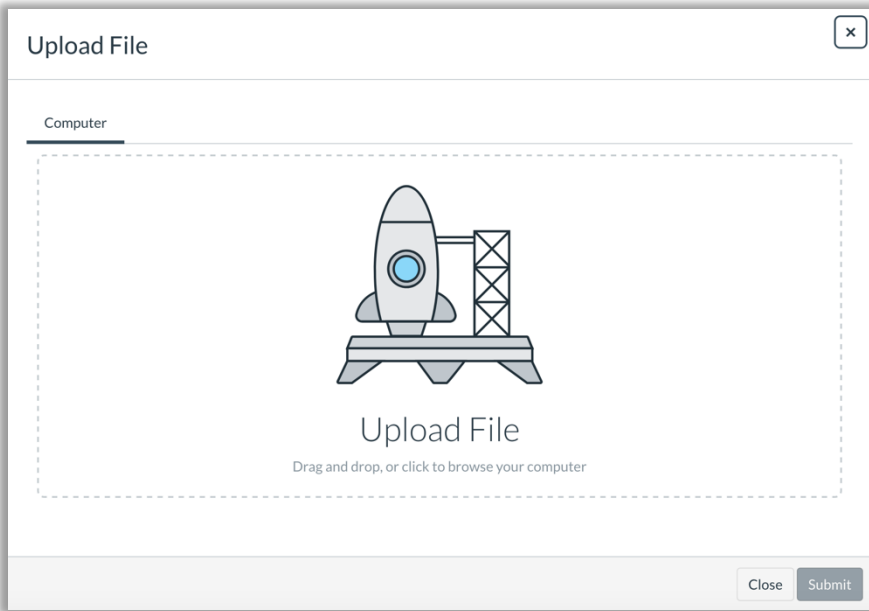 Upload File
×
Computer
Upload File
Drag and drop, or click to browse your computer
Close
Submit